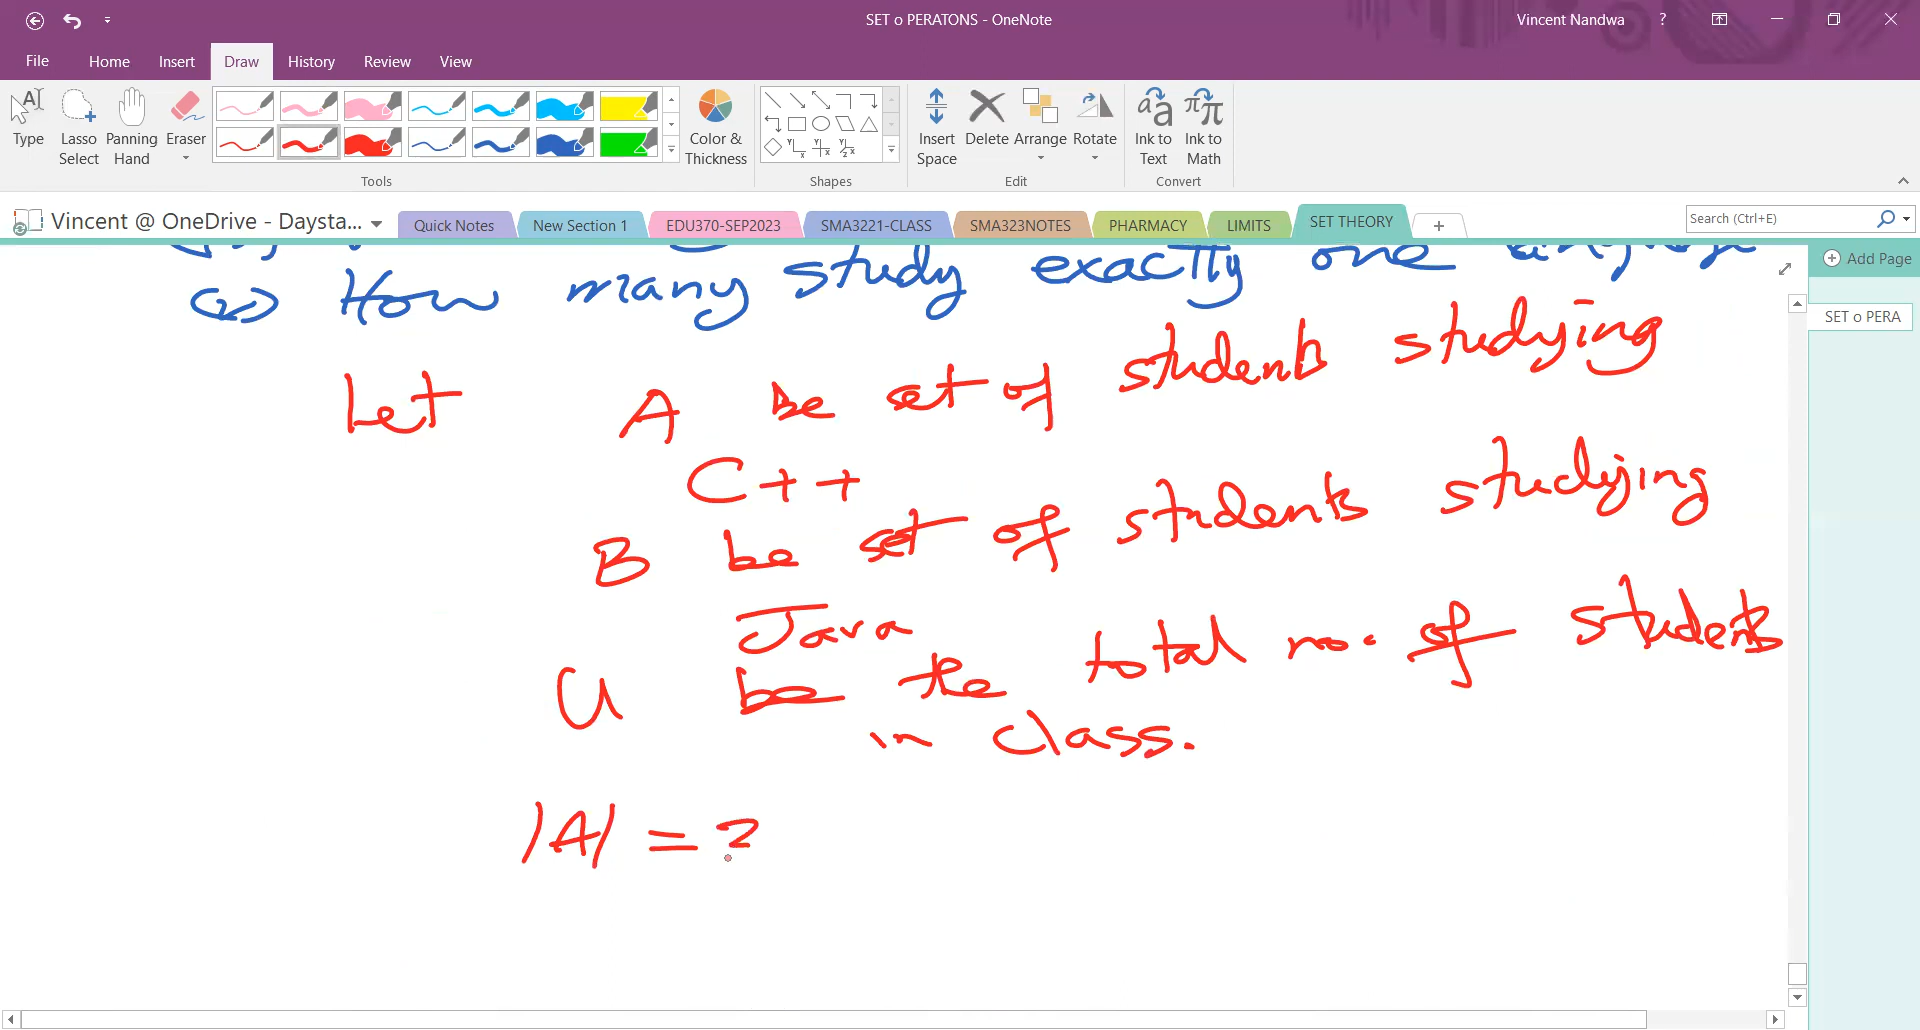 SET o PERATONS - OneNote
Vincent Nandwa
?
File Home Insert Draw History Review View
Type
Lasso Select
Panning Hand
Eraser
Color & Thickness
Insert Space
Delete
Arrange
Rotate
Ink to Text
Ink to Math
Tools
Shapes
Edit
Convert
Vincent @ OneDrive - Daysta...
Quick Notes
New Section 1
EDU370-SEP2023
SMA3221-CLASS
SMA323NOTES
PHARMACY
LIMITS
SET THEORY
Search (Ctrl+E)
Add Page
SET o PERA
(v) How many study exactly one
Let A be set of students studying
C++
B be set of students studying
Java
U be the total no. of students
in class.
|A| = ?